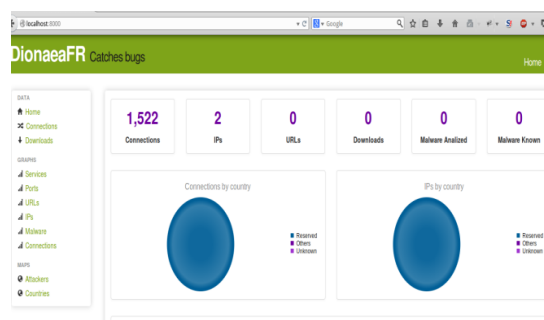 localhost:8000
Google
DionaeaFR Catches bugs
Home
DATA
Home
Connections
Downloads
GRAPHS
Services
Ports
URLs
IPs
Malware
Connections
MAPS
Attackers
Countries
1,522
Connections
2
IPs
0
URLs
0
Downloads
0
Malware Analized
0
Malware Known
Connections by country
Reserved
Others
Unknown
IPs by country
Reserved
Others
Unknown